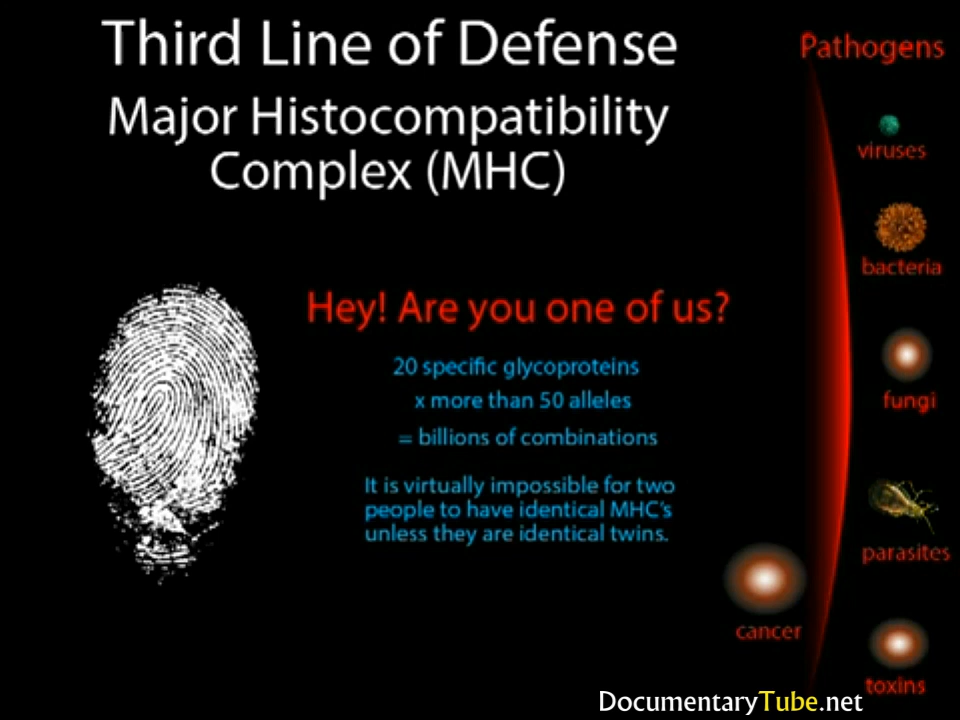 Third Line of Defense
Major Histocompatibility
Complex (MHC)
Pathogens
viruses
bacteria
fungi
parasites
toxins
cancer
Hey! Are you one of us?
20 specific glycoproteins
x more than 50 alleles
= billions of combinations
It is virtually impossible for two
people to have identical MHC's
unless they are identical twins.
DocumentaryTube.net